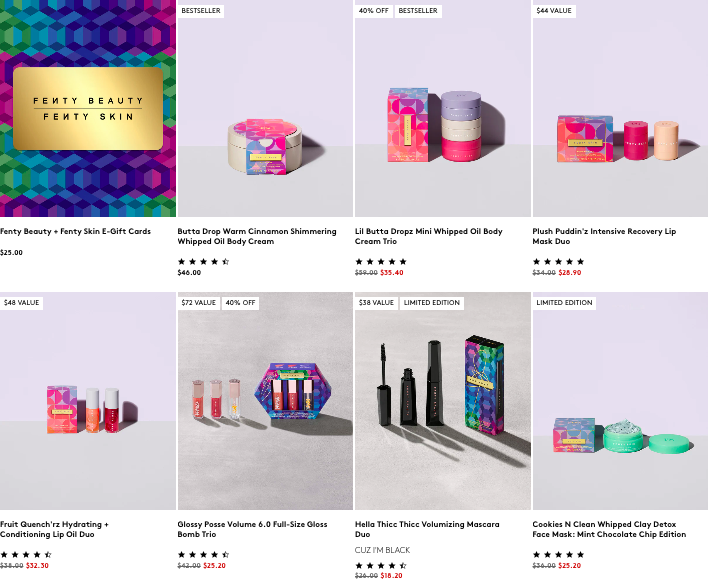 FENTY BEAUTY
FENTY SKIN
Fenty Beauty + Fenty Skin E-Gift Cards
$25.00
BESTSELLER
Butta Drop Warm Cinnamon Shimmering
Whipped Oil Body Cream
$46.00
40% OFF BESTSELLER
Lil Butta Dropz Mini Whipped Oil Body
Cream Trio
$59.00 $35.40
$44 VALUE
Plush Puddin'z Intensive Recovery Lip
Mask Duo
$34.00 $28.90
$48 VALUE
Fruit Quench'rz Hydrating +
Conditioning Lip Oil Duo
$38.00 $32.30
$72 VALUE 40% OFF
Glossy Posse Volume 6.0 Full-Size Gloss
Bomb Trio
$42.00 $25.20
$38 VALUE LIMITED EDITION
Hella Thicc Thicc Volumizing Mascara
Duo
CUZ I'M BLACK
$26.00 $18.20
LIMITED EDITION
Cookies N Clean Whipped Clay Detox
Face Mask: Mint Chocolate Chip Edition
$36.00 $25.20